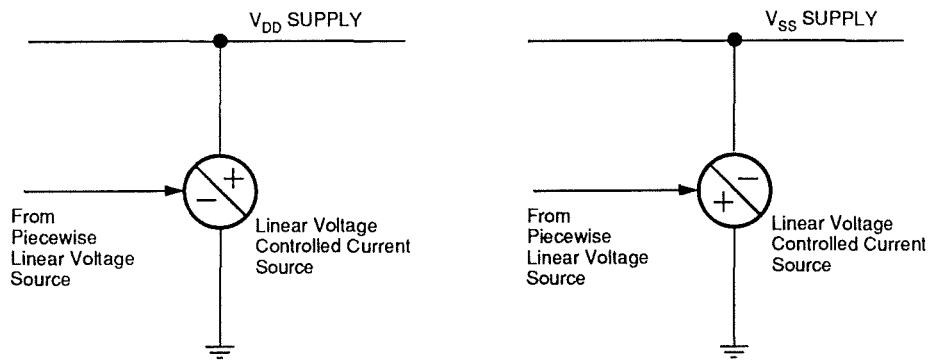 V_DD SUPPLY
+
−
From
Piecewise
Linear Voltage
Source
Linear Voltage
Controlled Current
Source
V_SS SUPPLY
−
+
From
Piecewise
Linear Voltage
Source
Linear Voltage
Controlled Current
Source